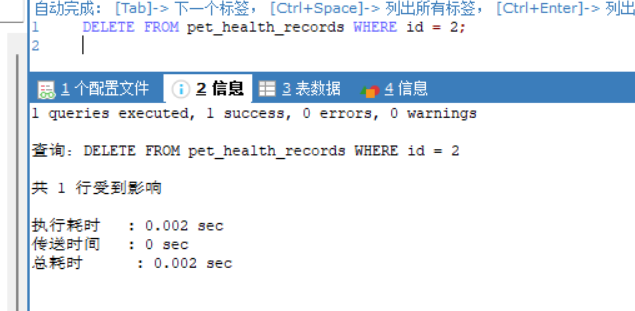 自动完成: [Tab]-> 下一个标签, [Ctrl+Space]-> 列出所有标签, [Ctrl+Enter]-> 列出
1 DELETE FROM pet_health_records WHERE id = 2;
2
1 个配置文件 2 信息 3 表数据 4 信息
1 queries executed, 1 success, 0 errors, 0 warnings
查询: DELETE FROM pet_health_records WHERE id = 2
共 1 行受到影响
执行耗时 : 0.002 sec
传送时间 : 0 sec
总耗时 : 0.002 sec